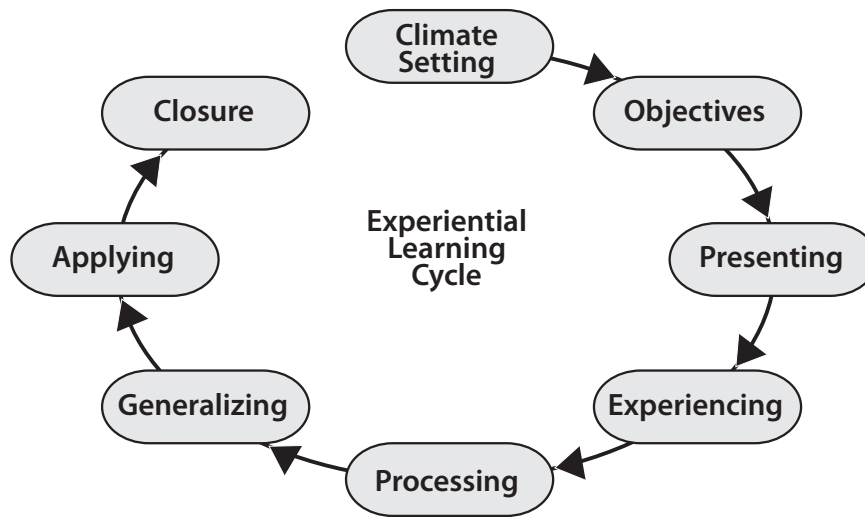 Climate
Setting
Objectives
Presenting
Experiencing
Processing
Generalizing
Applying
Closure
Experiential
Learning
Cycle